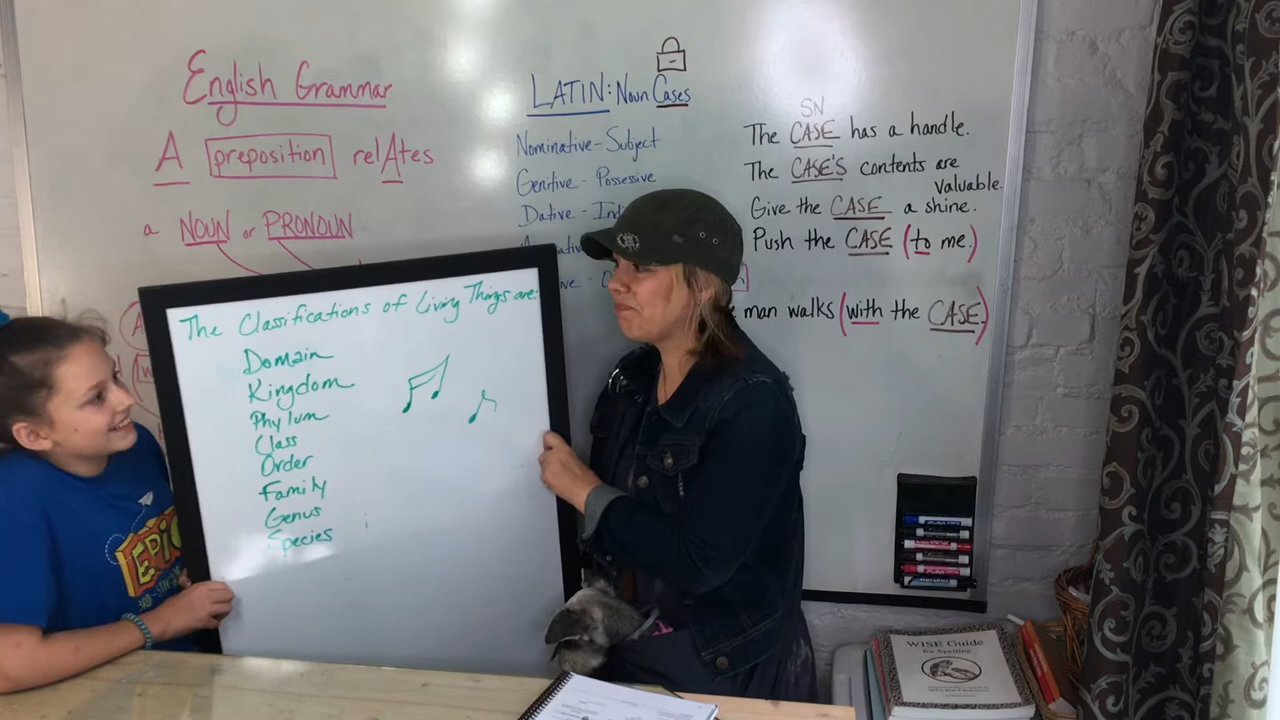 English Grammar
A preposition relAtes
a NOUN or PRONOUN
LATIN: Noun Cases
Nominative - Subject
Genitive - Possessive
Dative -
SN
The CASE has a handle.
The CASE'S contents are
valuable.
Give the CASE a shine.
Push the CASE (to me.)
man walks (with the CASE.)
The Classifications of Living Things are:
Domain
Kingdom
Phylum
Class
Order
Family
Genus
Species
EPIC
WISE Guide
for Spelling